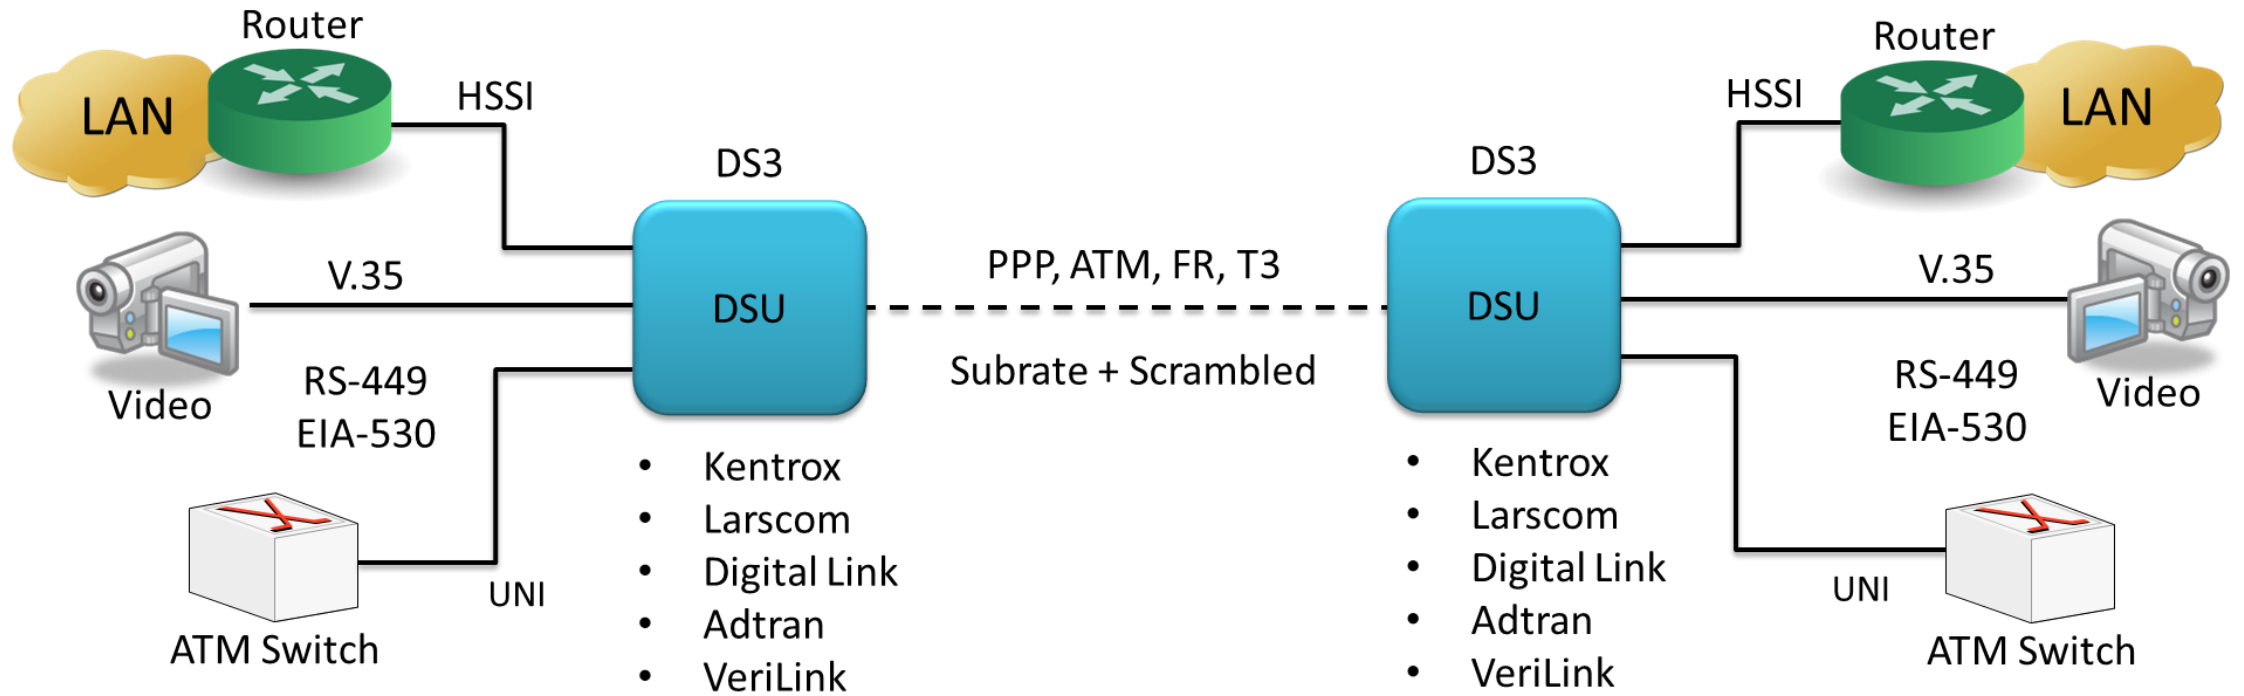 Router
LAN
HSSI
DS3
DSU
V.35
Video
RS-449
EIA-530
UNI
ATM Switch
• Kentrox
• Larscom
• Digital Link
• Adtran
• VeriLink
PPP, ATM, FR, T3
Subrate + Scrambled
DS3
DSU
• Kentrox
• Larscom
• Digital Link
• Adtran
• VeriLink
Router
HSSI
LAN
V.35
Video
RS-449
EIA-530
UNI
ATM Switch